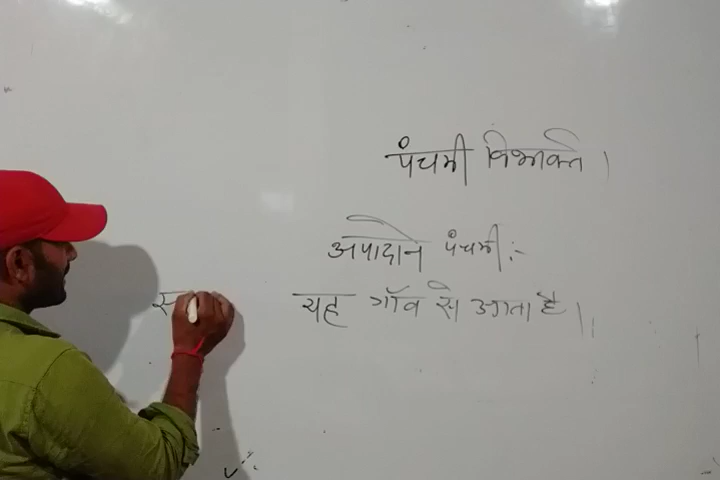 पंचमी विभक्ति।
अपादाने पंचमी:-
स
यह गाँव से आता है।